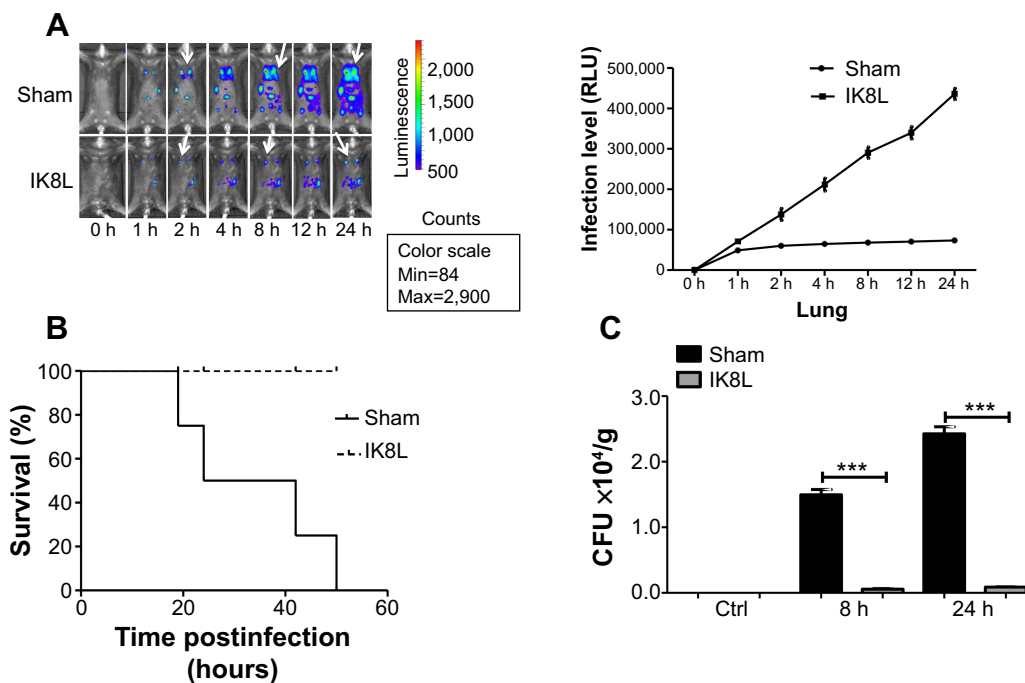 A
Sham
IK8L
0 h
1 h
2 h
4 h
8 h
12 h
24 h
Luminescence
2,000
1,500
1,000
500
Counts
Color scale
Min=84
Max=2,900
Infection level (RLU)
500,000
400,000
300,000
200,000
100,000
0
Sham
IK8L
0 h
1 h
2 h
4 h
8 h
12 h
24 h
Lung
B
Survival (%)
100
80
60
40
20
0
Sham
IK8L
0
20
40
60
Time postinfection
(hours)
C
Sham
IK8L
CFU ×10⁴/g
3.0
2.0
1.0
0.0
***
***
Ctrl
8 h
24 h